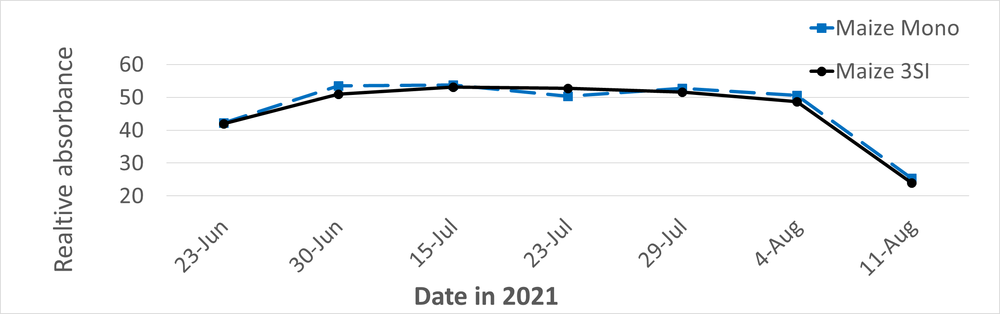 Maize Mono
Maize 3SI
Realtive absorbance
60
50
40
30
20
23-Jun
30-Jun
15-Jul
23-Jul
29-Jul
4-Aug
11-Aug
Date in 2021